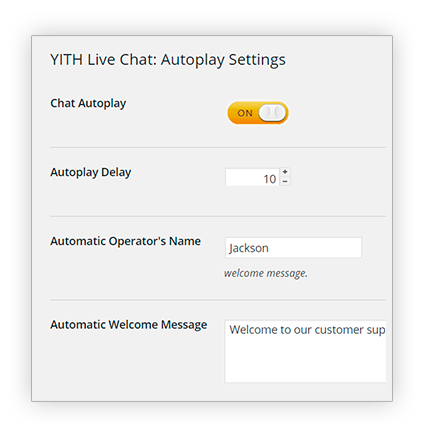 YITH Live Chat: Autoplay Settings
Chat Autoplay
ON
Autoplay Delay
10
Automatic Operator's Name
Jackson
welcome message.
Automatic Welcome Message
Welcome to our customer sup